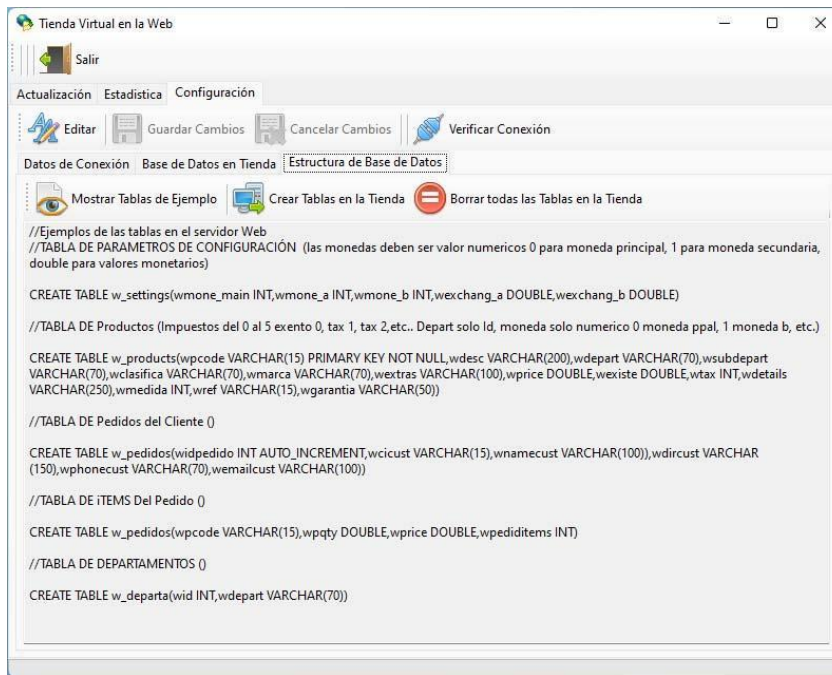 Tienda Virtual en la Web
Salir
Actualización Estadistica Configuración
Editar Guardar Cambios Cancelar Cambios Verificar Conexión
Datos de Conexión Base de Datos en Tienda Estructura de Base de Datos
Mostrar Tablas de Ejemplo Crear Tablas en la Tienda Borrar todas las Tablas en la Tienda
//Ejemplos de las tablas en el servidor Web
//TABLA DE PARAMETROS DE CONFIGURACIÓN (las monedas deben ser valor numericos 0 para moneda principal, 1 para moneda secundaria,
double para valores monetarios)
CREATE TABLE w_settings(wmone_main INT,wmone_a INT,wmone_b INT,wexchang_a DOUBLE,wexchang_b DOUBLE)
//TABLA DE Productos (Impuestos del 0 al 5 exento 0, tax 1, tax 2,etc.. Depart solo Id, moneda solo numerico 0 moneda ppal, 1 moneda b, etc.)
CREATE TABLE w_products(wpcode VARCHAR(15) PRIMARY KEY NOT NULL,wdesc VARCHAR(200),wdepart VARCHAR(70),wsubdepart
VARCHAR(70),wclasifica VARCHAR(70),wmarca VARCHAR(70),wextras VARCHAR(100),wprice DOUBLE,wexiste DOUBLE,wtax INT,wdetails
VARCHAR(250),wmedida INT,wref VARCHAR(15),wgarantia VARCHAR(50))
//TABLA DE Pedidos del Cliente ()
CREATE TABLE w_pedidos(widpedido INT AUTO_INCREMENT,wcicust VARCHAR(15),wnamecust VARCHAR(100)),wdircust VARCHAR
(150),wphonecust VARCHAR(70),wemailcust VARCHAR(100))
//TABLA DE iTEMS Del Pedido ()
CREATE TABLE w_pedidos(wpcode VARCHAR(15),wpqty DOUBLE,wprice DOUBLE,wpediditems INT)
//TABLA DE DEPARTAMENTOS ()
CREATE TABLE w_departa(wid INT,wdepart VARCHAR(70))